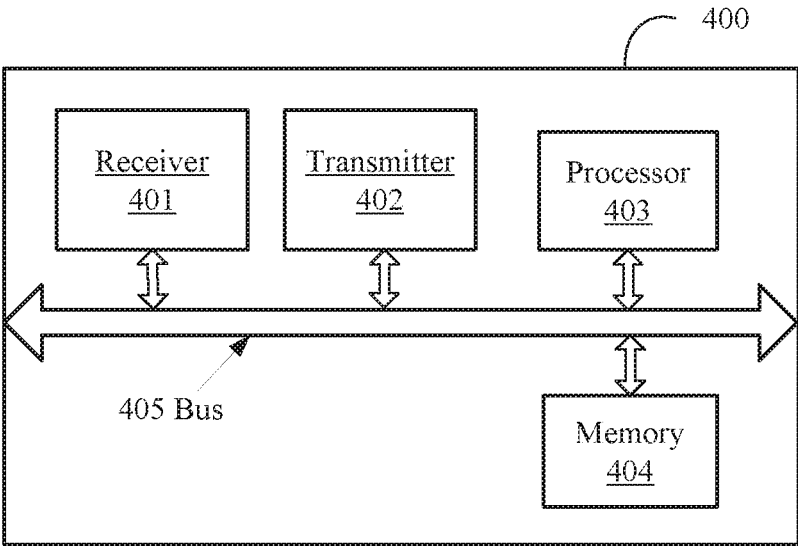 400
Receiver
401
Transmitter
402
Processor
403
405 Bus
Memory
404